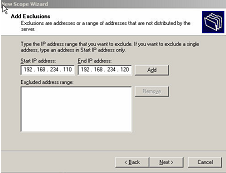 New Scope Wizard
Add Exclusions
Exclusions are addresses or a range of addresses that are not distributed by the
server.
Type the IP address range that you want to exclude. If you want to exclude a single
address, type an address in Start IP address only.
Start IP address: End IP address:
192 . 168 . 234 . 110 192 . 168 . 234 . 120 Add
Excluded address range:
Remove
< Back Next > Cancel